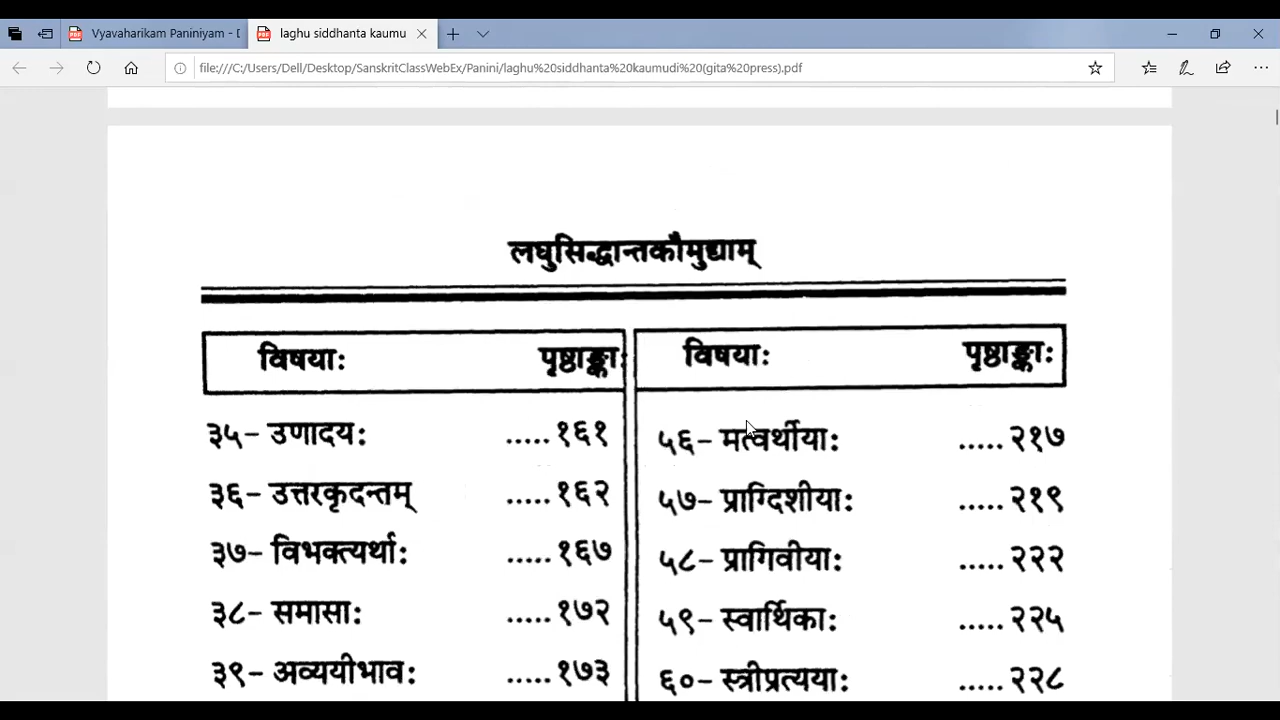 Vyavaharikam Paniniyam - D
laghu siddhanta kaumu
file:///C:/Users/Dell/Desktop/SanskritClassWebEx/Panini/laghu%20siddhanta%20kaumudi%20(gita%20press).pdf
लघुसिद्धान्तकौमुद्याम्
विषयाः पृष्ठाङ्काः
३५- उणादयः .....१६१
३६- उत्तरकृदन्तम् .....१६२
३७- विभक्त्यर्थाः .....१६७
३८- समासाः .....१७२
३९- अव्ययीभावः .....१७३
विषयाः पृष्ठाङ्काः
५६- मत्वर्थीयाः .....२१७
५७- प्राग्दिशीयाः .....२१९
५८- प्रागिवीयाः .....२२२
५९- स्वार्थिकाः .....२२५
६०- स्त्रीप्रत्ययाः .....२२८